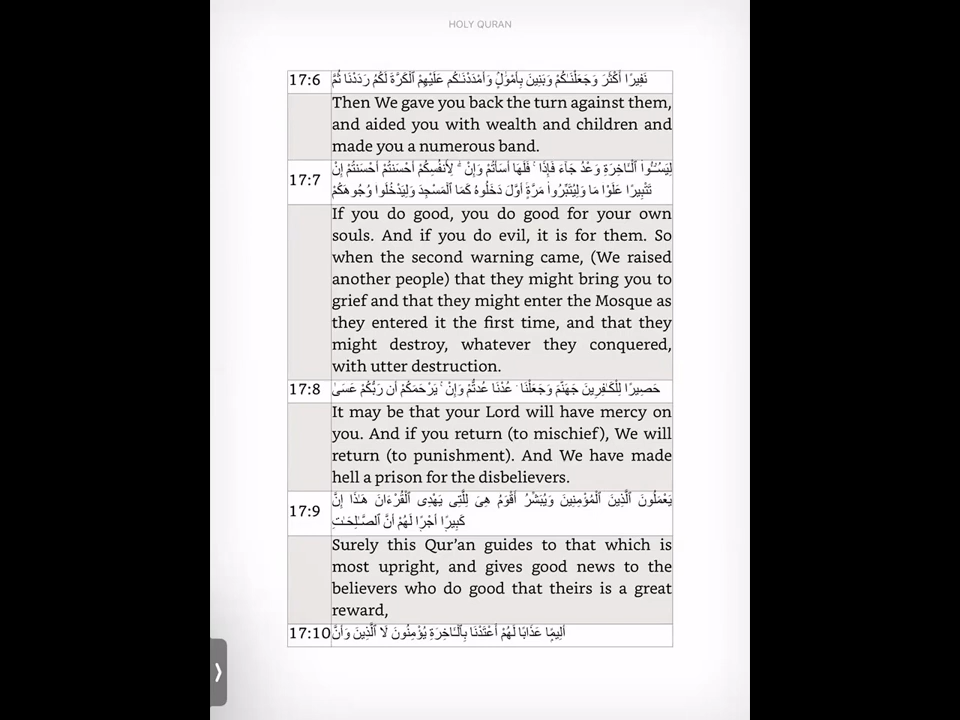 HOLY QURAN
17:6 نَفِيرًا أَكْثَرَ وَجَعَلْنَـٰكُمْ وَبَنِينَ بِأَمْوَٰلٍ وَأَمْدَدْنَـٰكُم عَلَيْهِمْ ٱلْكَرَّةَ لَكُمُ رَدَدْنَا ثُمَّ
Then We gave you back the turn against them,
and aided you with wealth and children and
made you a numerous band.
17:7 لِيَسُـۥٓـُٔوا۟ ٱلْـَٔاخِرَةِ وَعْدُ جَآءَ فَإِذَا ۚ فَلَهَا أَسَأْتُمْ وَإِنْ ۖ لِأَنفُسِكُمْ أَحْسَنتُمْ أَحْسَنتُمْ إِنْ
تَتْبِيرًا عَلَوْا۟ مَا وَلِيُتَبِّرُوا۟ مَرَّةٍ أَوَّلَ دَخَلُوهُ كَمَا ٱلْمَسْجِدَ وَلِيَدْخُلُوا۟ وُجُوهَكُمْ
If you do good, you do good for your own
souls. And if you do evil, it is for them. So
when the second warning came, (We raised
another people) that they might bring you to
grief and that they might enter the Mosque as
they entered it the first time, and that they
might destroy, whatever they conquered,
with utter destruction.
17:8 حَصِيرًا لِلْكَـٰفِرِينَ جَهَنَّمَ وَجَعَلْنَا ۘ عُدْنَا عُدتُّمْ وَإِنْ ۚ يَرْحَمَكُمْ أَن رَبُّكُمْ عَسَىٰ
It may be that your Lord will have mercy on
you. And if you return (to mischief), We will
return (to punishment). And We have made
hell a prison for the disbelievers.
17:9 يَعْمَلُونَ ٱلَّذِينَ ٱلْمُؤْمِنِينَ وَيُبَشِّرُ أَقْوَمُ هِىَ لِلَّتِى يَهْدِى ٱلْقُرْءَانَ هَـٰذَا إِنَّ
كَبِيرًا أَجْرًا لَهُمْ أَنَّ ٱلصَّـٰلِحَـٰتِ
Surely this Qur’an guides to that which is
most upright, and gives good news to the
believers who do good that theirs is a great
reward,
17:10 أَلِيمًا عَذَابًا لَهُمْ أَعْتَدْنَا بِٱلْـَٔاخِرَةِ يُؤْمِنُونَ لَا ٱلَّذِينَ وَأَنَّ